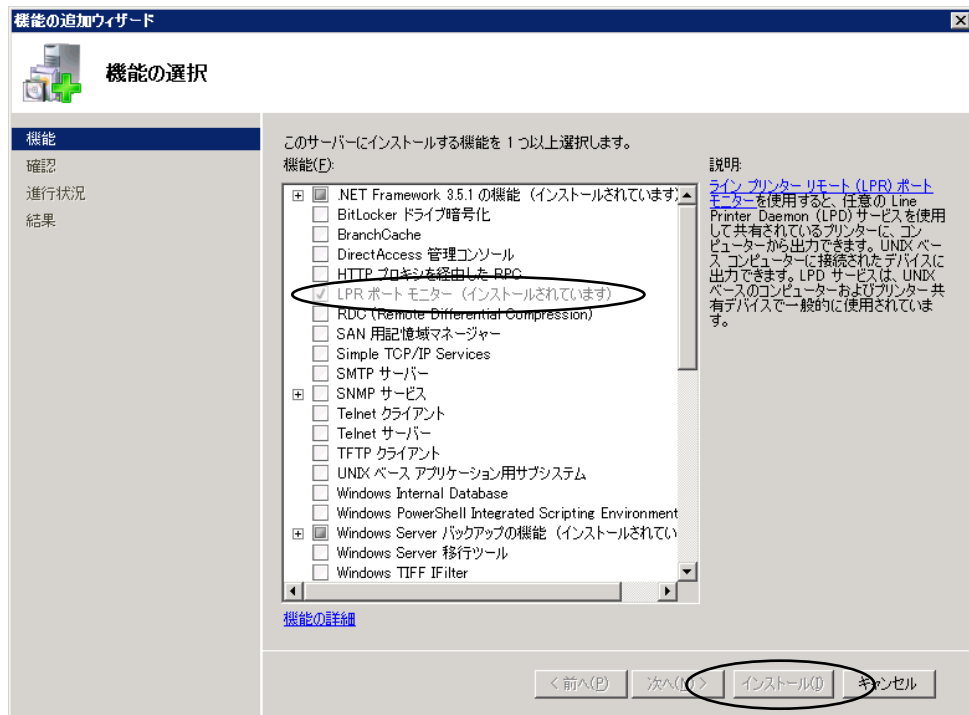 機能の追加ウィザード
機能の選択
機能
確認
進行状況
結果
このサーバーにインストールする機能を 1 つ以上選択します。
機能(F):
.NET Framework 3.5.1 の機能 (インストールされています)
BitLocker ドライブ暗号化
BranchCache
DirectAccess 管理コンソール
HTTP プロキシを経由した RPC
LPR ポート モニター (インストールされています)
RDC (Remote Differential Compression)
SAN 用記憶域マネージャー
Simple TCP/IP Services
SMTP サーバー
SNMP サービス
Telnet クライアント
Telnet サーバー
TFTP クライアント
UNIX ベース アプリケーション用サブシステム
Windows Internal Database
Windows PowerShell Integrated Scripting Environment
Windows Server バックアップの機能 (インストールされてい
Windows Server 移行ツール
Windows TIFF IFilter
機能の詳細
説明:
ライン プリンター リモート (LPR) ポート
モニターを使用すると、任意の Line
Printer Daemon (LPD) サービスを使用
して共有されているプリンターに、コン
ピューターから出力できます。UNIX ベー
ス コンピューターに接続されたデバイスに
出力できます。LPD サービスは、UNIX
ベースのコンピューターおよびプリンター共
有デバイスで一般的に使用されていま
す。
< 前へ(P)
次へ(N) >
インストール(I)
キャンセル